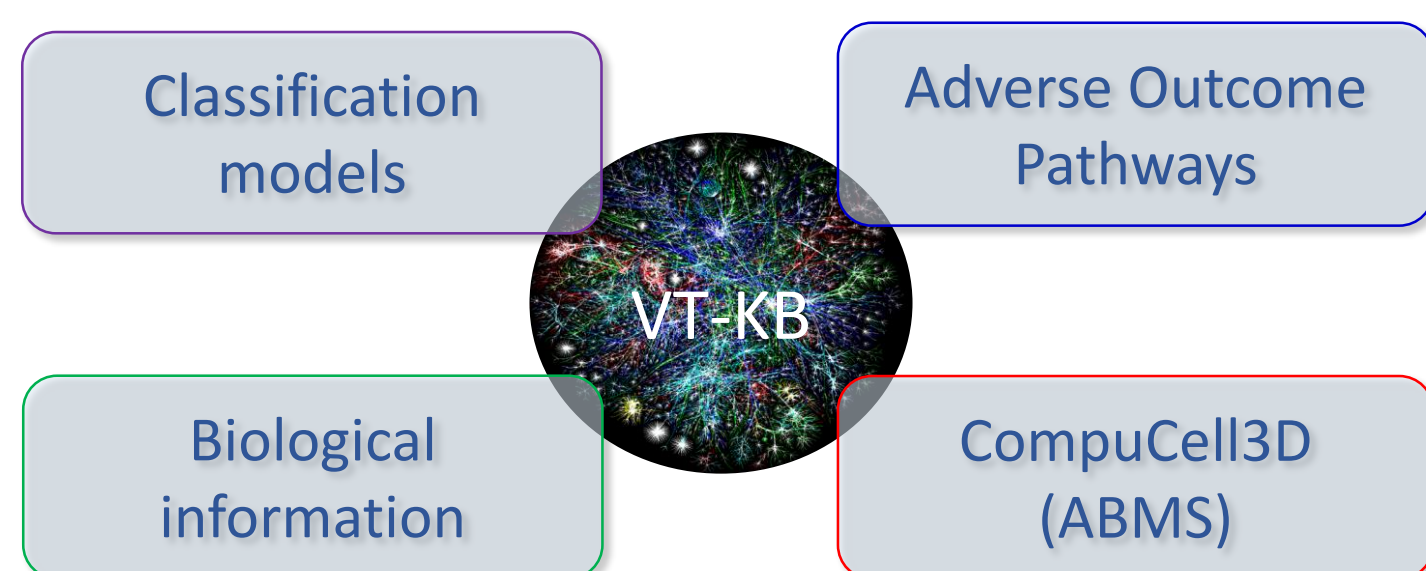 Classification
models
Adverse Outcome
Pathways
VT-KB
Biological
information
CompuCell3D
(ABMS)